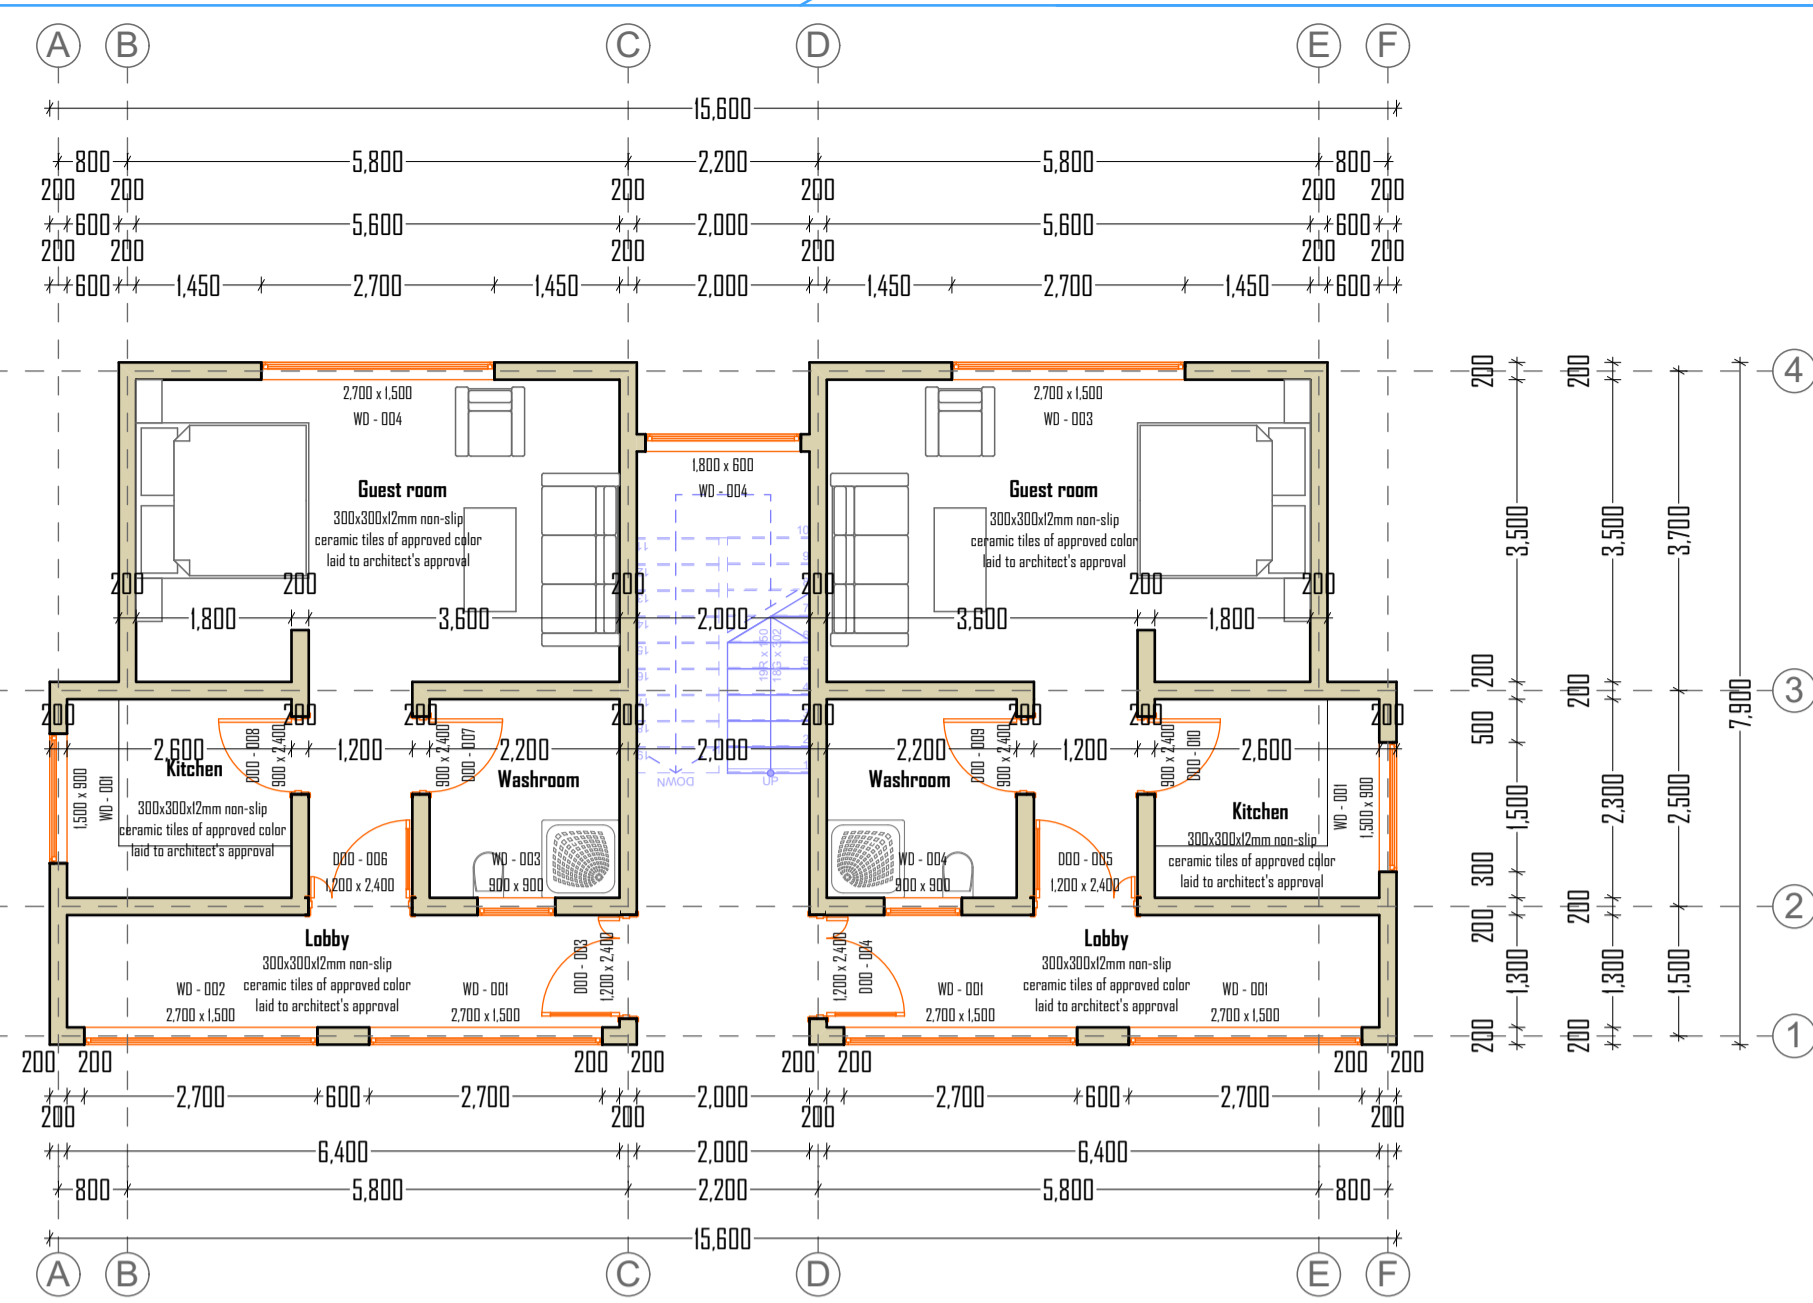 A B C D E F
15,600
800 5,800 2,200 5,800 800
200 200 200 200 200 200
600 5,600 2,000 5,600 600
200 200 200 200 200 200
600 1,450 2,700 1,450 2,000 1,450 2,700 1,450 600
4
200 200
2,700 x 1,500
WD - 004
2,700 x 1,500
WD - 003
1,800 x 600
WD - 004
Guest room
300x300x12mm non-slip
ceramic tiles of approved color
laid to architect's approval
Guest room
300x300x12mm non-slip
ceramic tiles of approved color
laid to architect's approval
3,500 3,500 3,700
200 200 200 200 200 200
1,800 3,600 2,000 3,600 1,800
10
19R x 150
18G x 302
DOWN
UP
200 200
3
7,900
200 200 200 200 200 200 200 200
500
2,600 1,200 2,200 2,000 2,200 1,200 2,600
Kitchen
300x300x12mm non-slip
ceramic tiles of approved color
laid to architect's approval
1,500 x 900
WD - 001
DOO - 008
900 x 2,400
900 x 2,400
DOO - 007
Washroom
Washroom
DOO - 009
900 x 2,400
900 x 2,400
DOO - 010
Kitchen
300x300x12mm non-slip
ceramic tiles of approved color
laid to architect's approval
WD - 001
1,500 x 900
1,500 2,300 2,500
DOO - 006
1,200 x 2,400
WD - 003
900 x 900
WD - 004
900 x 900
DOO - 005
1,200 x 2,400
300
200 200
2
Lobby
300x300x12mm non-slip
ceramic tiles of approved color
laid to architect's approval
WD - 002
2,700 x 1,500
WD - 001
2,700 x 1,500
DOO - 003
1,200 x 2,400
1,200 x 2,400
DOO - 004
Lobby
300x300x12mm non-slip
ceramic tiles of approved color
laid to architect's approval
WD - 001
2,700 x 1,500
WD - 001
2,700 x 1,500
1,300 1,300 1,500
200 200
1
200 200 200 200 200 200 200 200
2,700 600 2,700 2,000 2,700 600 2,700
200 200 200 200
6,400 2,000 6,400
800 5,800 2,200 5,800 800
15,600
A B C D E F